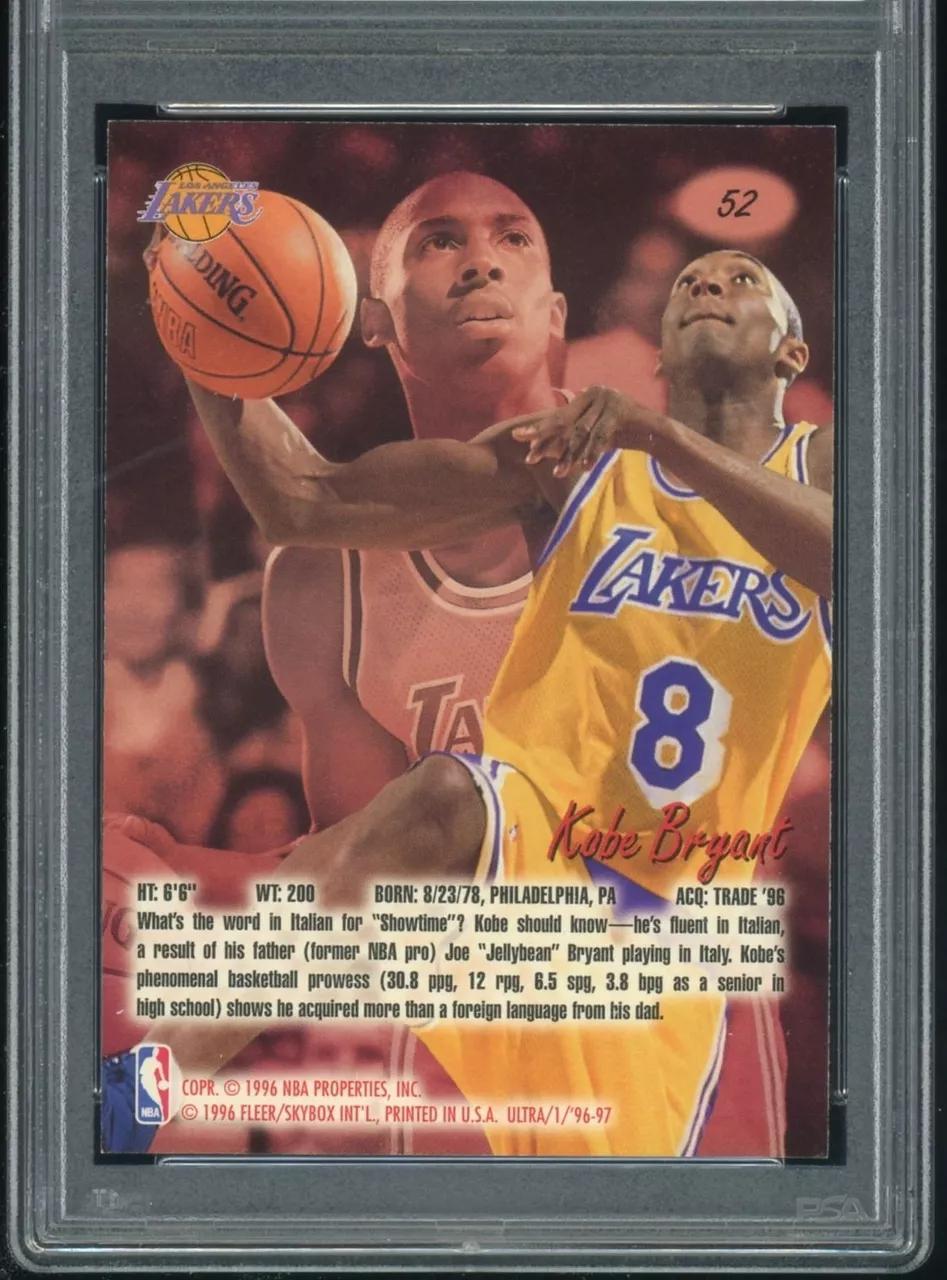 LOS ANGELES
LAKERS
52
LDING.
NBA
LAKERS
8
LA
Kobe Bryant
HT: 6'6" WT: 200 BORN: 8/23/78, PHILADELPHIA, PA ACQ: TRADE '96
What's the word in Italian for "Showtime"? Kobe should know—he's fluent in Italian,
a result of his father (former NBA pro) Joe "Jellybean" Bryant playing in Italy. Kobe's
phenomenal basketball prowess (30.8 ppg, 12 rpg, 6.5 spg, 3.8 bpg as a senior in
high school) shows he acquired more than a foreign language from his dad.
NBA
COPR. © 1996 NBA PROPERTIES, INC.
© 1996 FLEER/SKYBOX INT'L., PRINTED IN U.S.A. ULTRA/1/'96-97
PSA